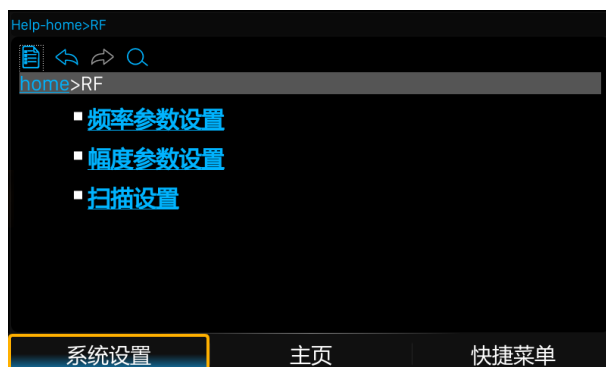 Help-home>RF
home>RF
频率参数设置
幅度参数设置
扫描设置
系统设置 主页 快捷菜单